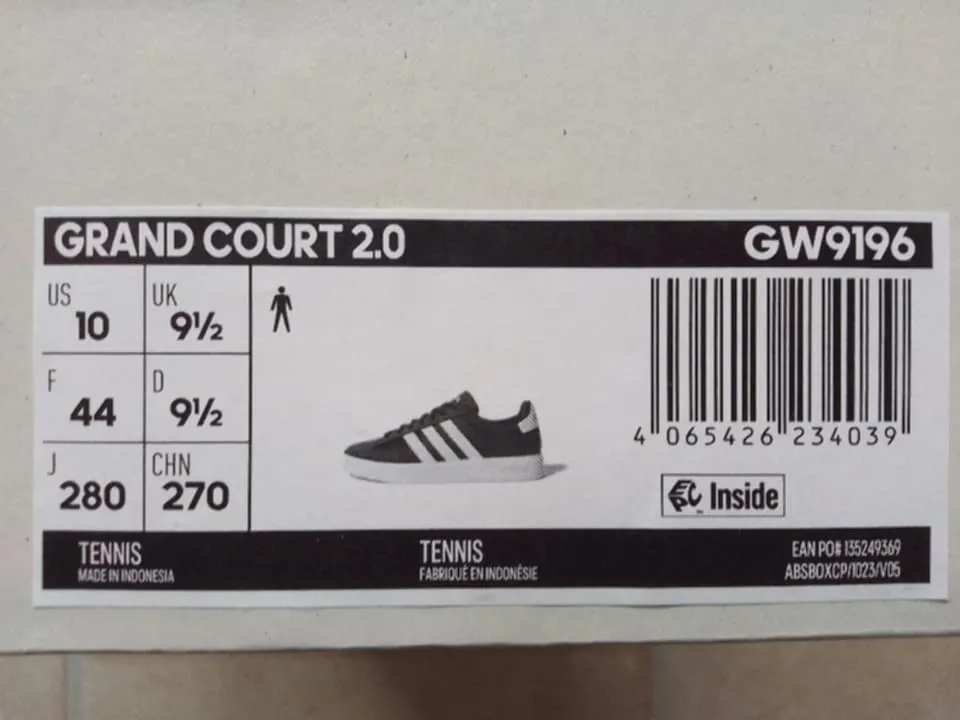 GRAND COURT 2.0 GW9196
US 10 UK 9½
F 44 D 9½
J 280 CHN 270
4 065426 234039
Inside
TENNIS
MADE IN INDONESIA
TENNIS
FABRIQUÉ EN INDONÉSIE
EAN PO# 135249369
ABSBOXCP/1023/V05